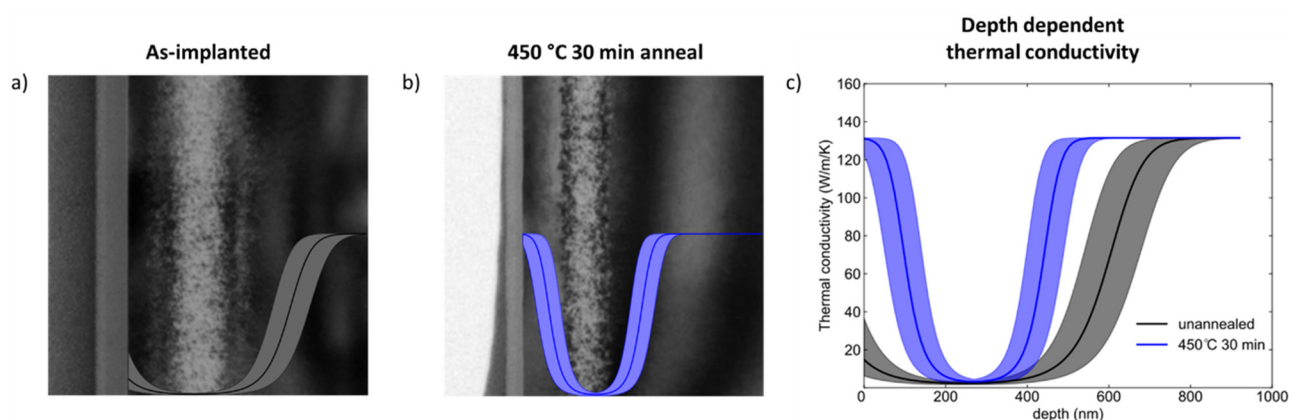 As-implanted
450 °C 30 min anneal
Depth dependent
thermal conductivity
a)
b)
c)
Thermal conductivity (W/m/K)
160
140
120
100
80
60
40
20
unannealed
450°C 30 min
0
200
400
600
800
1000
depth (nm)